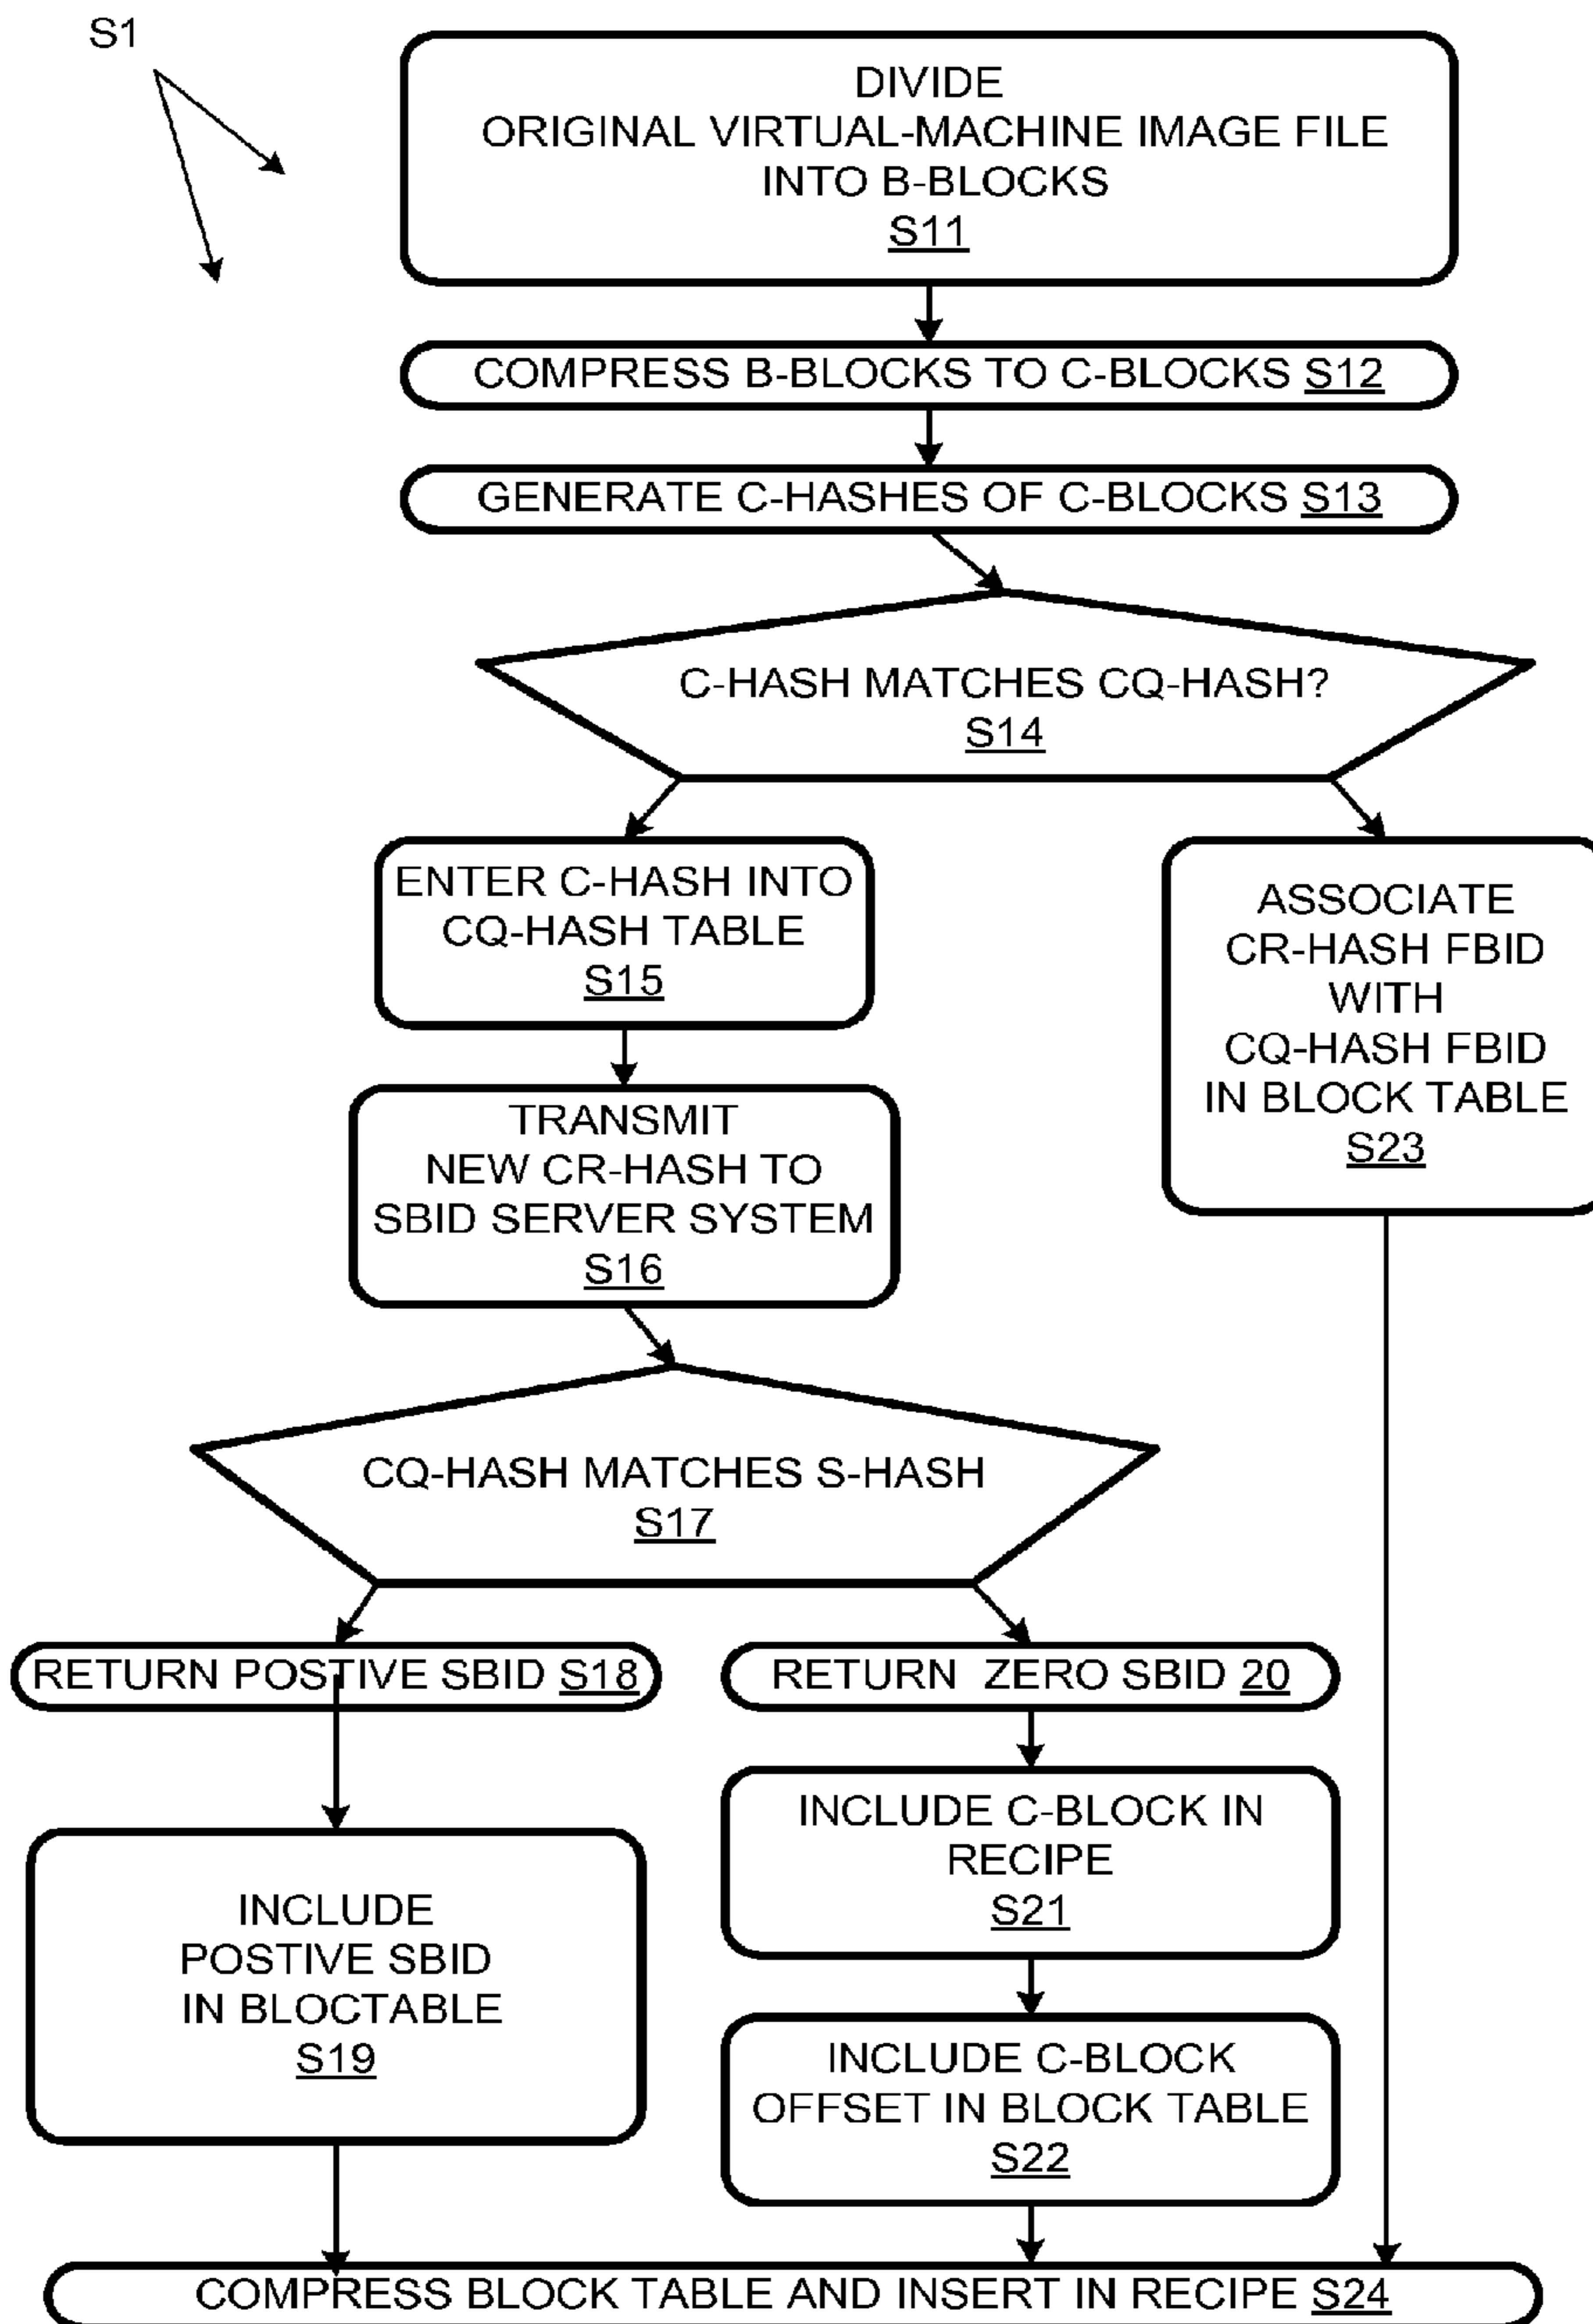 S1
DIVIDE
ORIGINAL VIRTUAL-MACHINE IMAGE FILE
INTO B-BLOCKS
S11
COMPRESS B-BLOCKS TO C-BLOCKS S12
GENERATE C-HASHES OF C-BLOCKS S13
C-HASH MATCHES CQ-HASH?
S14
ENTER C-HASH INTO
CQ-HASH TABLE
S15
ASSOCIATE
CR-HASH FBID
WITH
CQ-HASH FBID
IN BLOCK TABLE
S23
TRANSMIT
NEW CR-HASH TO
SBID SERVER SYSTEM
S16
CQ-HASH MATCHES S-HASH
S17
RETURN POSTIVE SBID S18
RETURN ZERO SBID 20
INCLUDE
POSTIVE SBID
IN BLOCTABLE
S19
INCLUDE C-BLOCK IN
RECIPE
S21
INCLUDE C-BLOCK
OFFSET IN BLOCK TABLE
S22
COMPRESS BLOCK TABLE AND INSERT IN RECIPE S24